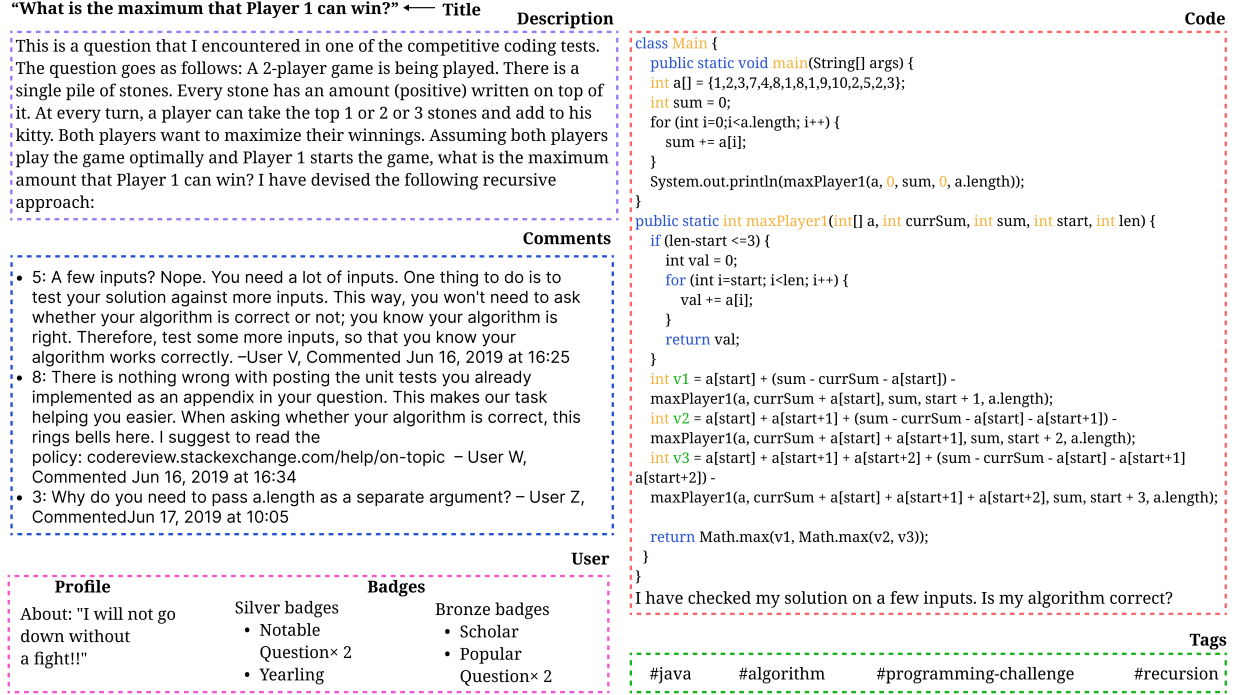 “What is the maximum that Player 1 can win?” Title
Description
This is a question that I encountered in one of the competitive coding tests.
The question goes as follows: A 2-player game is being played. There is a
single pile of stones. Every stone has an amount (positive) written on top of
it. At every turn, a player can take the top 1 or 2 or 3 stones and add to his
kitty. Both players want to maximize their winnings. Assuming both players
play the game optimally and Player 1 starts the game, what is the maximum
amount that Player 1 can win? I have devised the following recursive
approach:
Comments
• 5: A few inputs? Nope. You need a lot of inputs. One thing to do is to
test your solution against more inputs. This way, you won't need to ask
whether your algorithm is correct or not; you know your algorithm is
right. Therefore, test some more inputs, so that you know your
algorithm works correctly. –User V, Commented Jun 16, 2019 at 16:25
• 8: There is nothing wrong with posting the unit tests you already
implemented as an appendix in your question. This makes our task
helping you easier. When asking whether your algorithm is correct, this
rings bells here. I suggest to read the
policy: codereview.stackexchange.com/help/on-topic – User W,
Commented Jun 16, 2019 at 16:34
• 3: Why do you need to pass a.length as a separate argument? – User Z,
CommentedJun 17, 2019 at 10:05
User
Profile
About: "I will not go
down without
a fight!!"
Badges
Silver badges
• Notable
Question× 2
• Yearling
Bronze badges
• Scholar
• Popular
Question× 2
Code
class Main {
public static void main(String[] args) {
int a[] = {1,2,3,7,4,8,1,8,1,9,10,2,5,2,3};
int sum = 0;
for (int i=0;i<a.length; i++) {
sum += a[i];
}
System.out.println(maxPlayer1(a, 0, sum, 0, a.length));
}
public static int maxPlayer1(int[] a, int currSum, int sum, int start, int len) {
if (len-start <=3) {
int val = 0;
for (int i=start; i<len; i++) {
val += a[i];
}
return val;
}
int v1 = a[start] + (sum - currSum - a[start]) -
maxPlayer1(a, currSum + a[start], sum, start + 1, a.length);
int v2 = a[start] + a[start+1] + (sum - currSum - a[start] - a[start+1]) -
maxPlayer1(a, currSum + a[start] + a[start+1], sum, start + 2, a.length);
int v3 = a[start] + a[start+1] + a[start+2] + (sum - currSum - a[start] - a[start+1]
a[start+2]) -
maxPlayer1(a, currSum + a[start] + a[start+1] + a[start+2], sum, start + 3, a.length);
return Math.max(v1, Math.max(v2, v3));
}
}
I have checked my solution on a few inputs. Is my algorithm correct?
Tags
#java #algorithm #programming-challenge #recursion